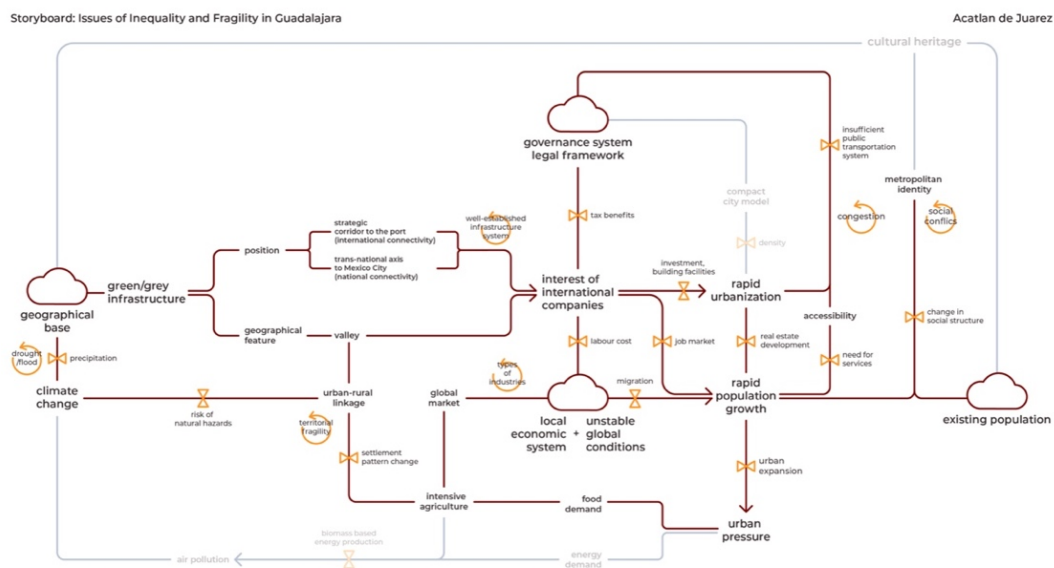 Storyboard: Issues of Inequality and Fragility in Guadalajara
Acatlan de Juarez
cultural heritage
governance system
legal framework
insufficient
public
transportation
system
metropolitan
identity
compact
city model
tax benefits
congestion
social
conflics
well-established
infrastructure
system
strategic
corridor to the port
(international connectivity)
position
trans-national axis
to Mexico City
(national connectivity)
density
investment,
building facilities
green/grey
infrastructure
geographical
base
interest of
international
companies
rapid
urbanization
accessibility
change in
social structure
geographical
feature
valley
labour cost
job market
real estate
development
need for
services
drought
/flood
precipitation
climate
change
types
of
industries
migration
rapid
population
growth
urban-rural
linkage
global
market
risk of
natural hazards
existing population
territorial
fragility
local
economic
system
+
unstable
global
conditions
settlement
pattern change
urban
expansion
intensive
agriculture
food
demand
urban
pressure
biomass based
energy production
air pollution
energy
demand